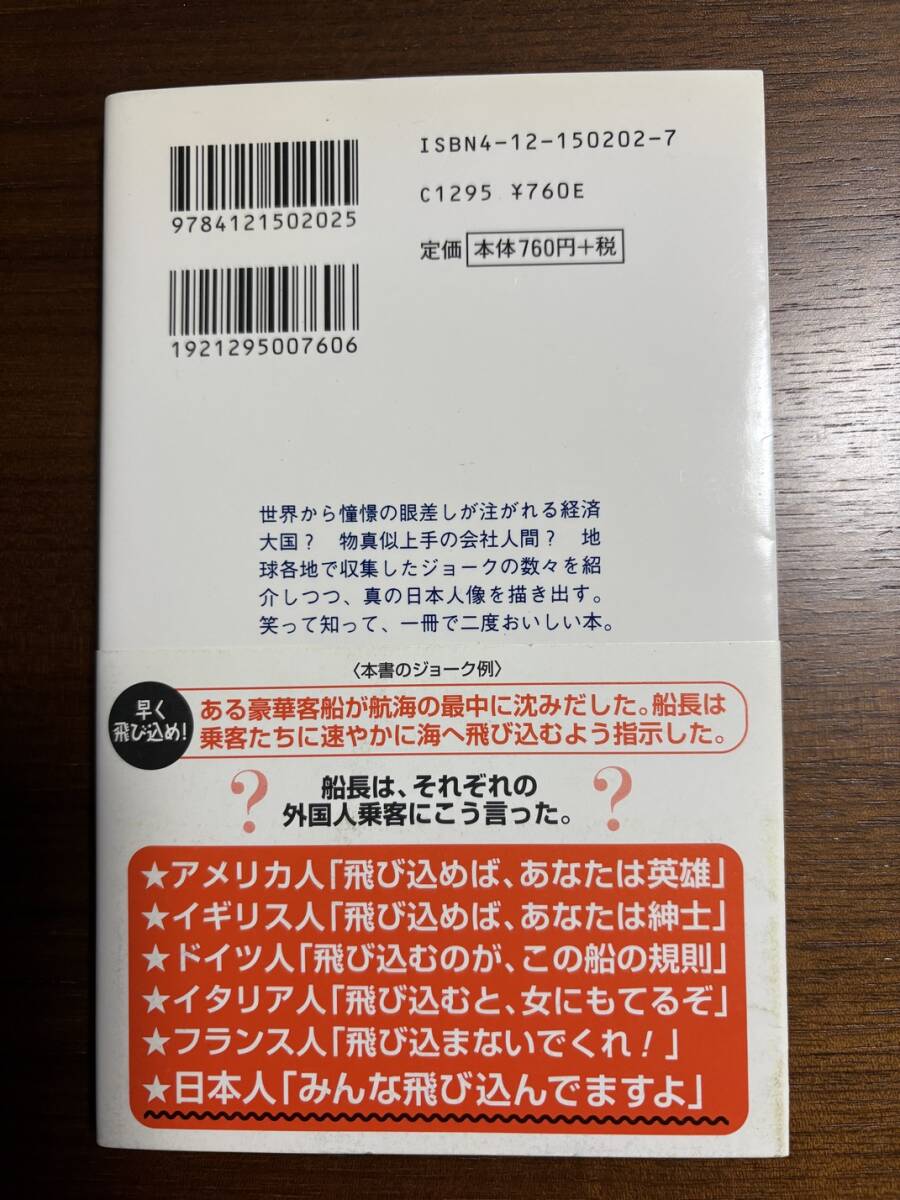 ISBN4-12-150202-7
9784121502025
C1295 ¥760E
定価 本体760円+税
1921295007606
世界から憧憬の眼差しが注がれる経済
大国? 物真似上手の会社人間? 地
球各地で収集したジョークの数々を紹
介しつつ、真の日本人像を描き出す。
笑って知って、一冊で二度おいしい本。
〈本書のジョーク例〉
早く
飛び込め!
ある豪華客船が航海の最中に沈みだした。船長は
乗客たちに速やかに海へ飛び込むよう指示した。
? 船長は、それぞれの ?
外国人乗客にこう言った。
★アメリカ人「飛び込めば、あなたは英雄」
★イギリス人「飛び込めば、あなたは紳士」
★ドイツ人「飛び込むのが、この船の規則」
★イタリア人「飛び込むと、女にもてるぞ」
★フランス人「飛び込まないでくれ!」
★日本人「みんな飛び込んでますよ」